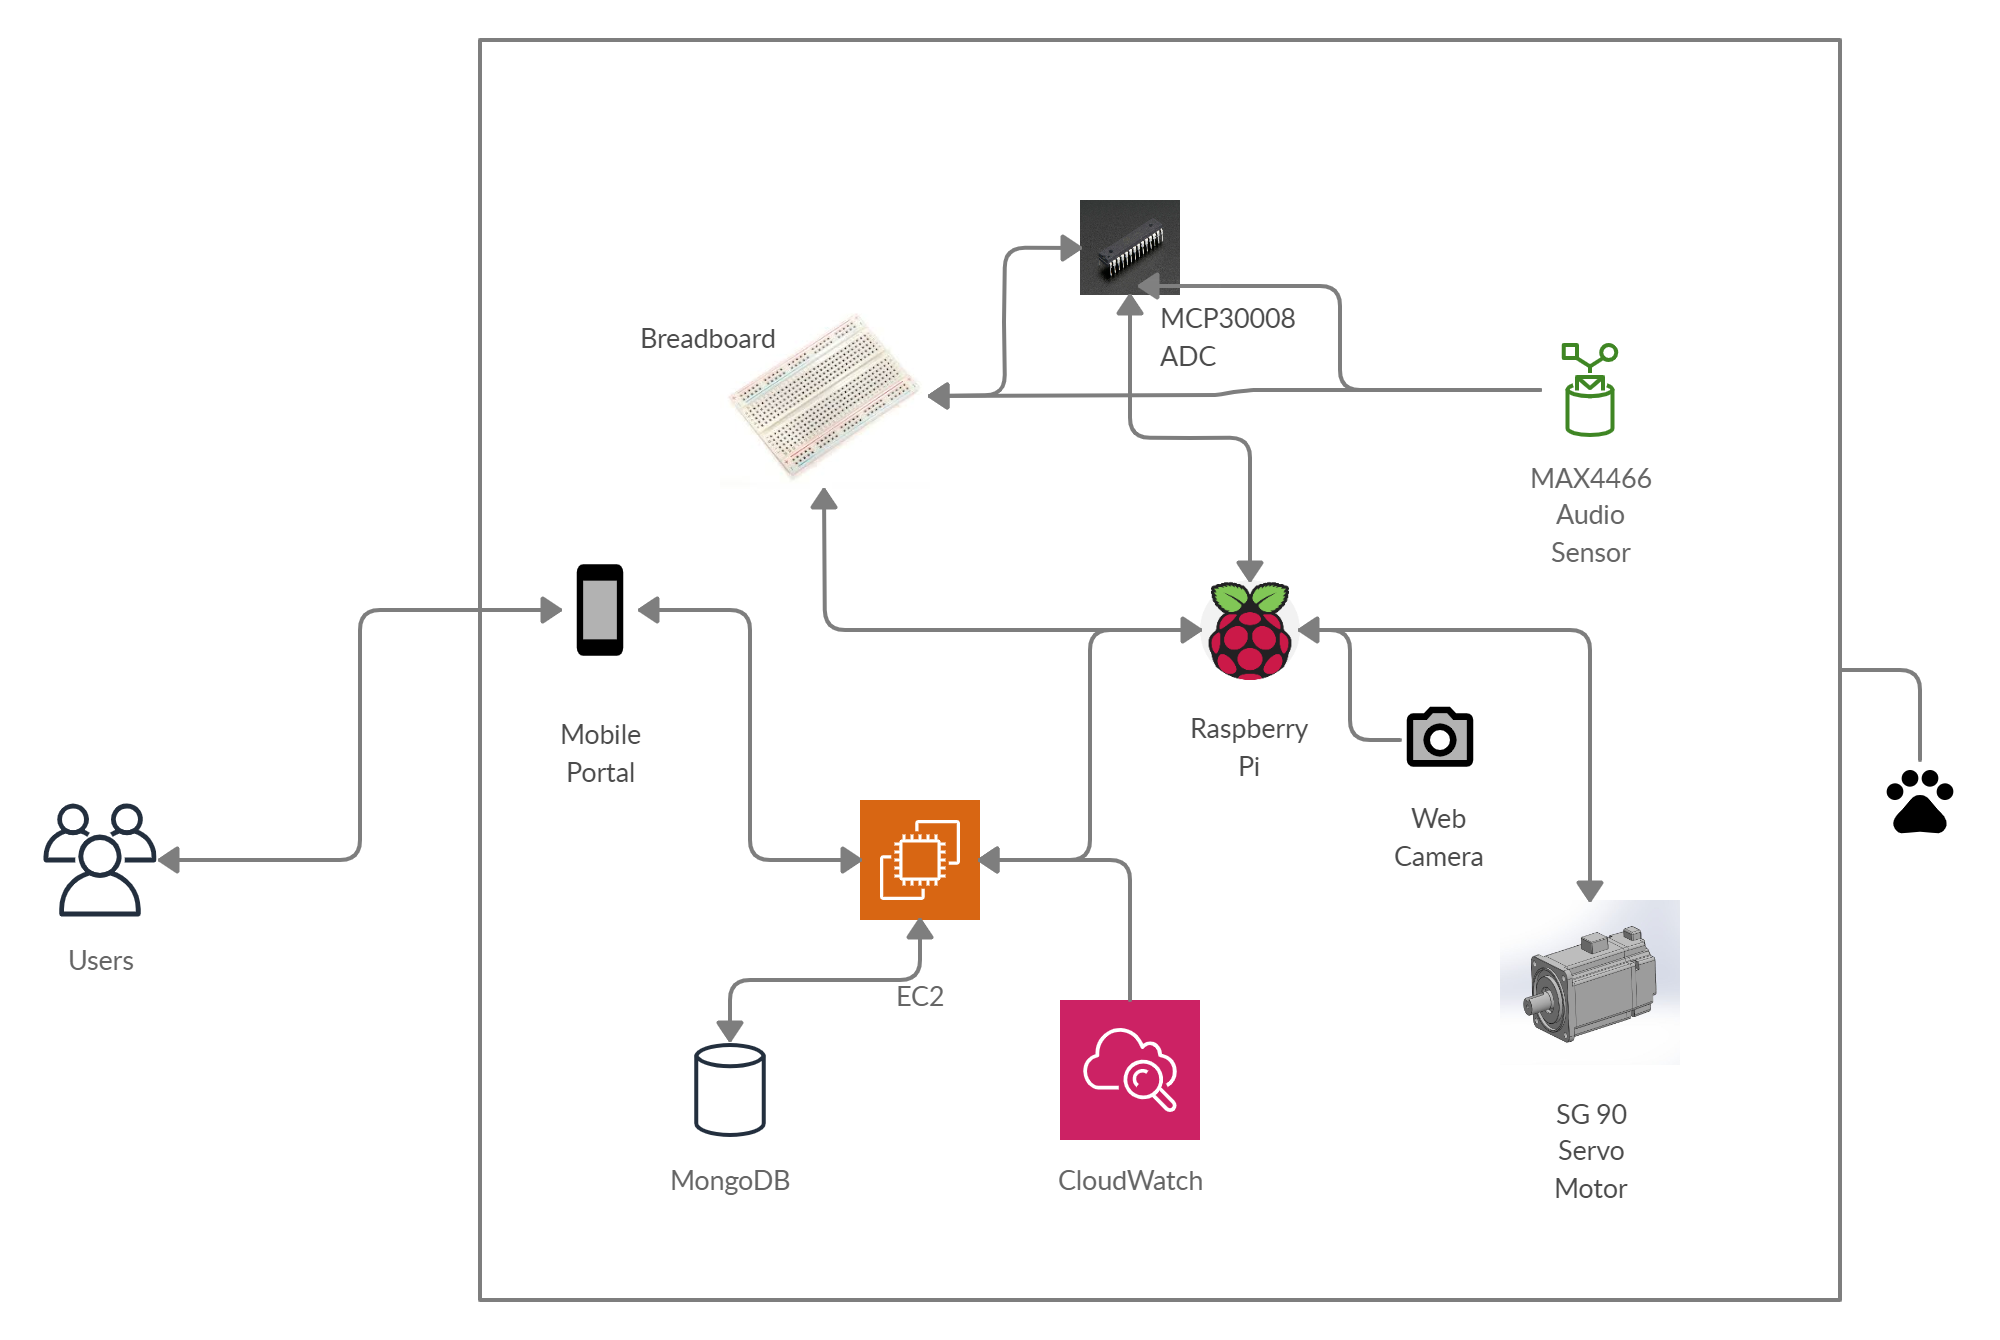 Breadboard
MCP30008
ADC
MAX4466
Audio
Sensor
Mobile
Portal
Raspberry
Pi
Web
Camera
Users
EC2
MongoDB
CloudWatch
SG 90
Servo
Motor